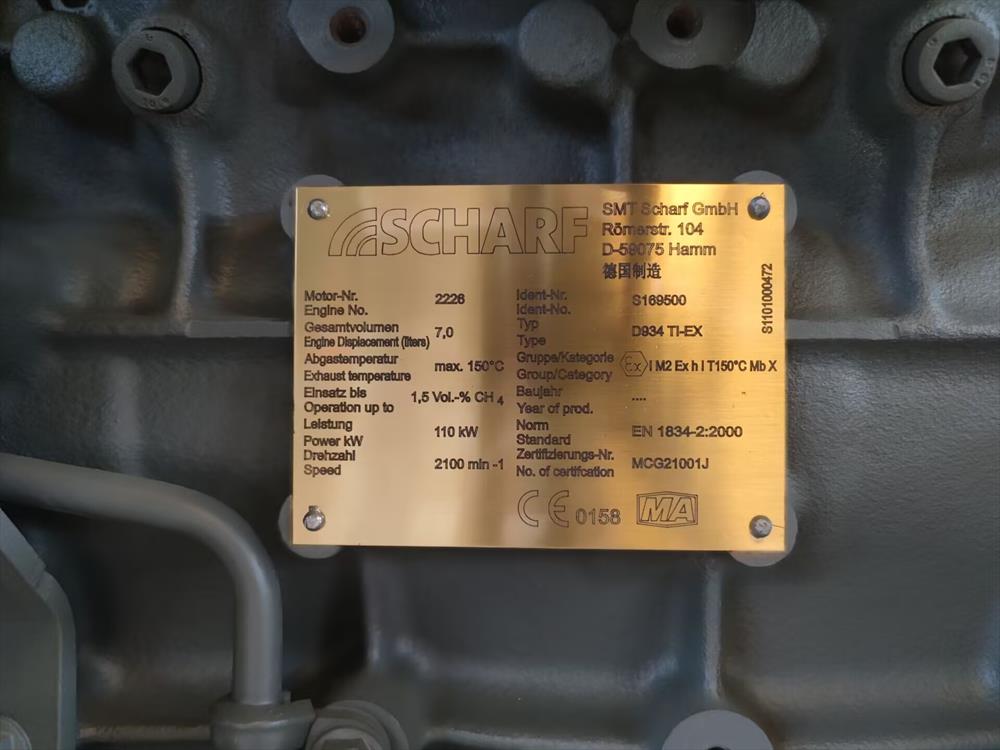 SCHARF
SMT Scharf GmbH
Römerstr. 104
D-59075 Hamm
德国制造
Motor-Nr.
Engine No.
2226
Gesamtvolumen
Engine Displacement (liters)
7,0
Abgastemperatur
Exhaust temperature
max. 150°C
Einsatz bis
Operation up to
1,5 Vol.-% CH4
Leistung
Power kW
110 kW
Drehzahl
Speed
2100 min -1
Ident-Nr.
Ident-No.
S169500
Typ
Type
D934 TI-EX
Gruppe/Kategorie
Group/Category
Ex I M2 Ex h I T150°C Mb X
Baujahr
Year of prod.
....
Norm
Standard
EN 1834-2:2000
Zertifizierungs-Nr.
No. of certifcation
MCG21001J
CE 0158
MA
S1101000472